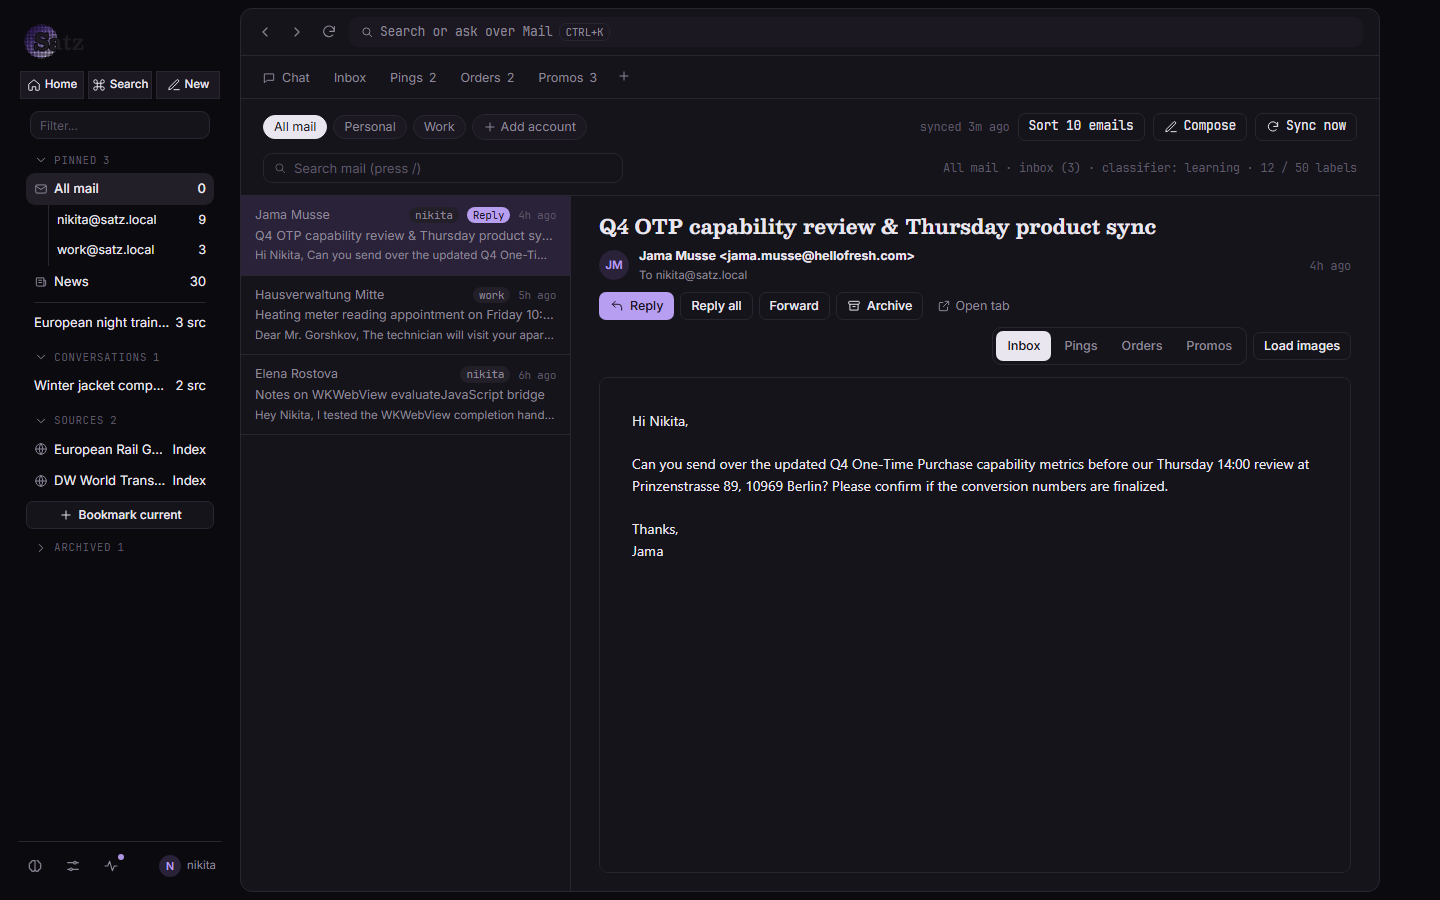 Satz
Home Search New
Filter...
PINNED 3
All mail 0
nikita@satz.local 9
work@satz.local 3
News 30
European night train... 3 src
CONVERSATIONS 1
Winter jacket comp... 2 src
SOURCES 2
European Rail G... Index
DW World Trans... Index
Bookmark current
ARCHIVED 1
N nikita
Search or ask over Mail CTRL+K
Chat Inbox Pings 2 Orders 2 Promos 3 +
All mail Personal Work + Add account
synced 3m ago Sort 10 emails Compose Sync now
Search mail (press /)
All mail · inbox (3) · classifier: learning · 12 / 50 labels
Jama Musse nikita Reply 4h ago
Q4 OTP capability review & Thursday product sy...
Hi Nikita, Can you send over the updated Q4 One-Ti...
Hausverwaltung Mitte work 5h ago
Heating meter reading appointment on Friday 10:...
Dear Mr. Gorshkov, The technician will visit your apar...
Elena Rostova nikita 6h ago
Notes on WKWebView evaluateJavaScript bridge
Hey Nikita, I tested the WKWebView completion hand...
Q4 OTP capability review & Thursday product sync
JM Jama Musse <jama.musse@hellofresh.com>
To nikita@satz.local
4h ago
Reply Reply all Forward Archive Open tab
Inbox Pings Orders Promos Load images
Hi Nikita,
Can you send over the updated Q4 One-Time Purchase capability metrics before our Thursday 14:00 review at
Prinzenstrasse 89, 10969 Berlin? Please confirm if the conversion numbers are finalized.
Thanks,
Jama